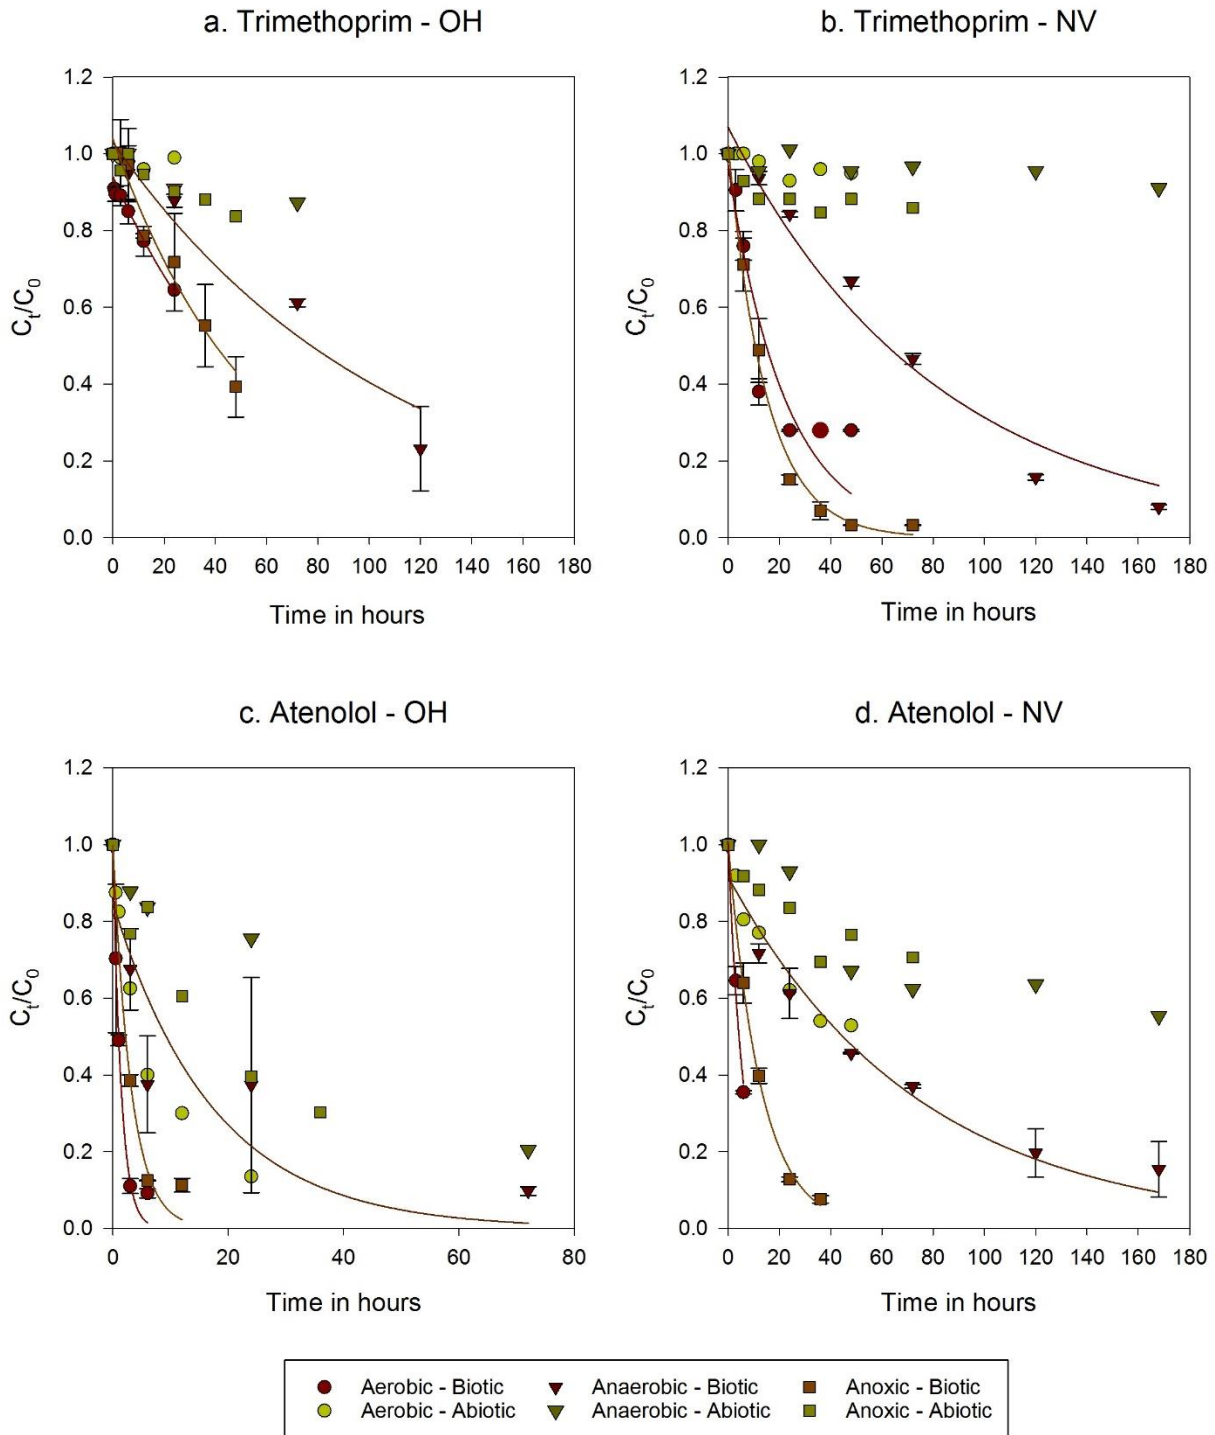 a. Trimethoprim - OH
b. Trimethoprim - NV
1.2
1.0
0.8
0.6
0.4
0.2
0.0
Ct/C0
0 20 40 60 80 100 120 140 160 180
Time in hours
1.2
1.0
0.8
0.6
0.4
0.2
0.0
Ct/C0
0 20 40 60 80 100 120 140 160 180
Time in hours
c. Atenolol - OH
d. Atenolol - NV
1.2
1.0
0.8
0.6
0.4
0.2
0.0
Ct/C0
0 20 40 60 80
Time in hours
1.2
1.0
0.8
0.6
0.4
0.2
0.0
Ct/C0
0 20 40 60 80 100 120 140 160 180
Time in hours
Aerobic - Biotic Anaerobic - Biotic Anoxic - Biotic
Aerobic - Abiotic Anaerobic - Abiotic Anoxic - Abiotic